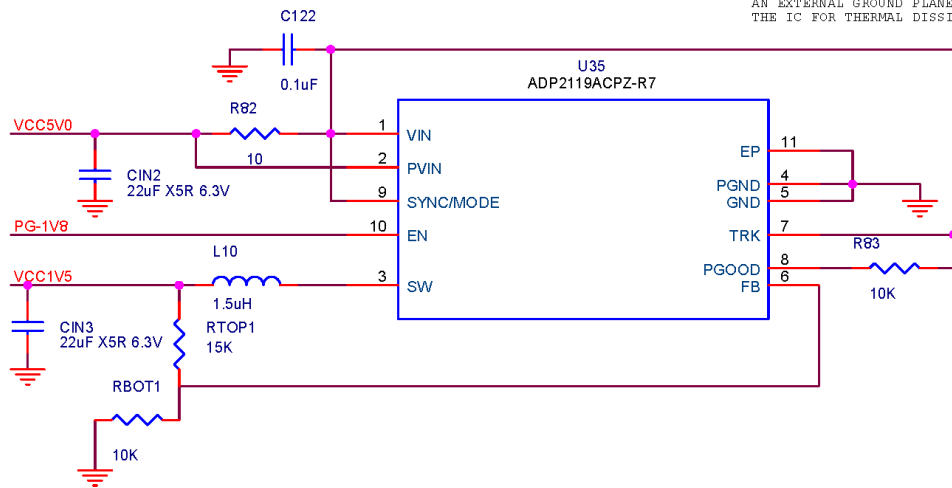 AN EXTERNAL GROUND PLANE
THE IC FOR THERMAL DISSI
C122
0.1uF
U35
ADP2119ACPZ-R7
R82
10
VCC5V0
CIN2
22uF X5R 6.3V
PG-1V8
L10
1.5uH
VCC1V5
CIN3
22uF X5R 6.3V
RTOP1
15K
RBOT1
10K
1 VIN
2 PVIN
9 SYNC/MODE
10 EN
3 SW
EP 11
PGND 4
GND 5
TRK 7
PGOOD 8
FB 6
R83
10K